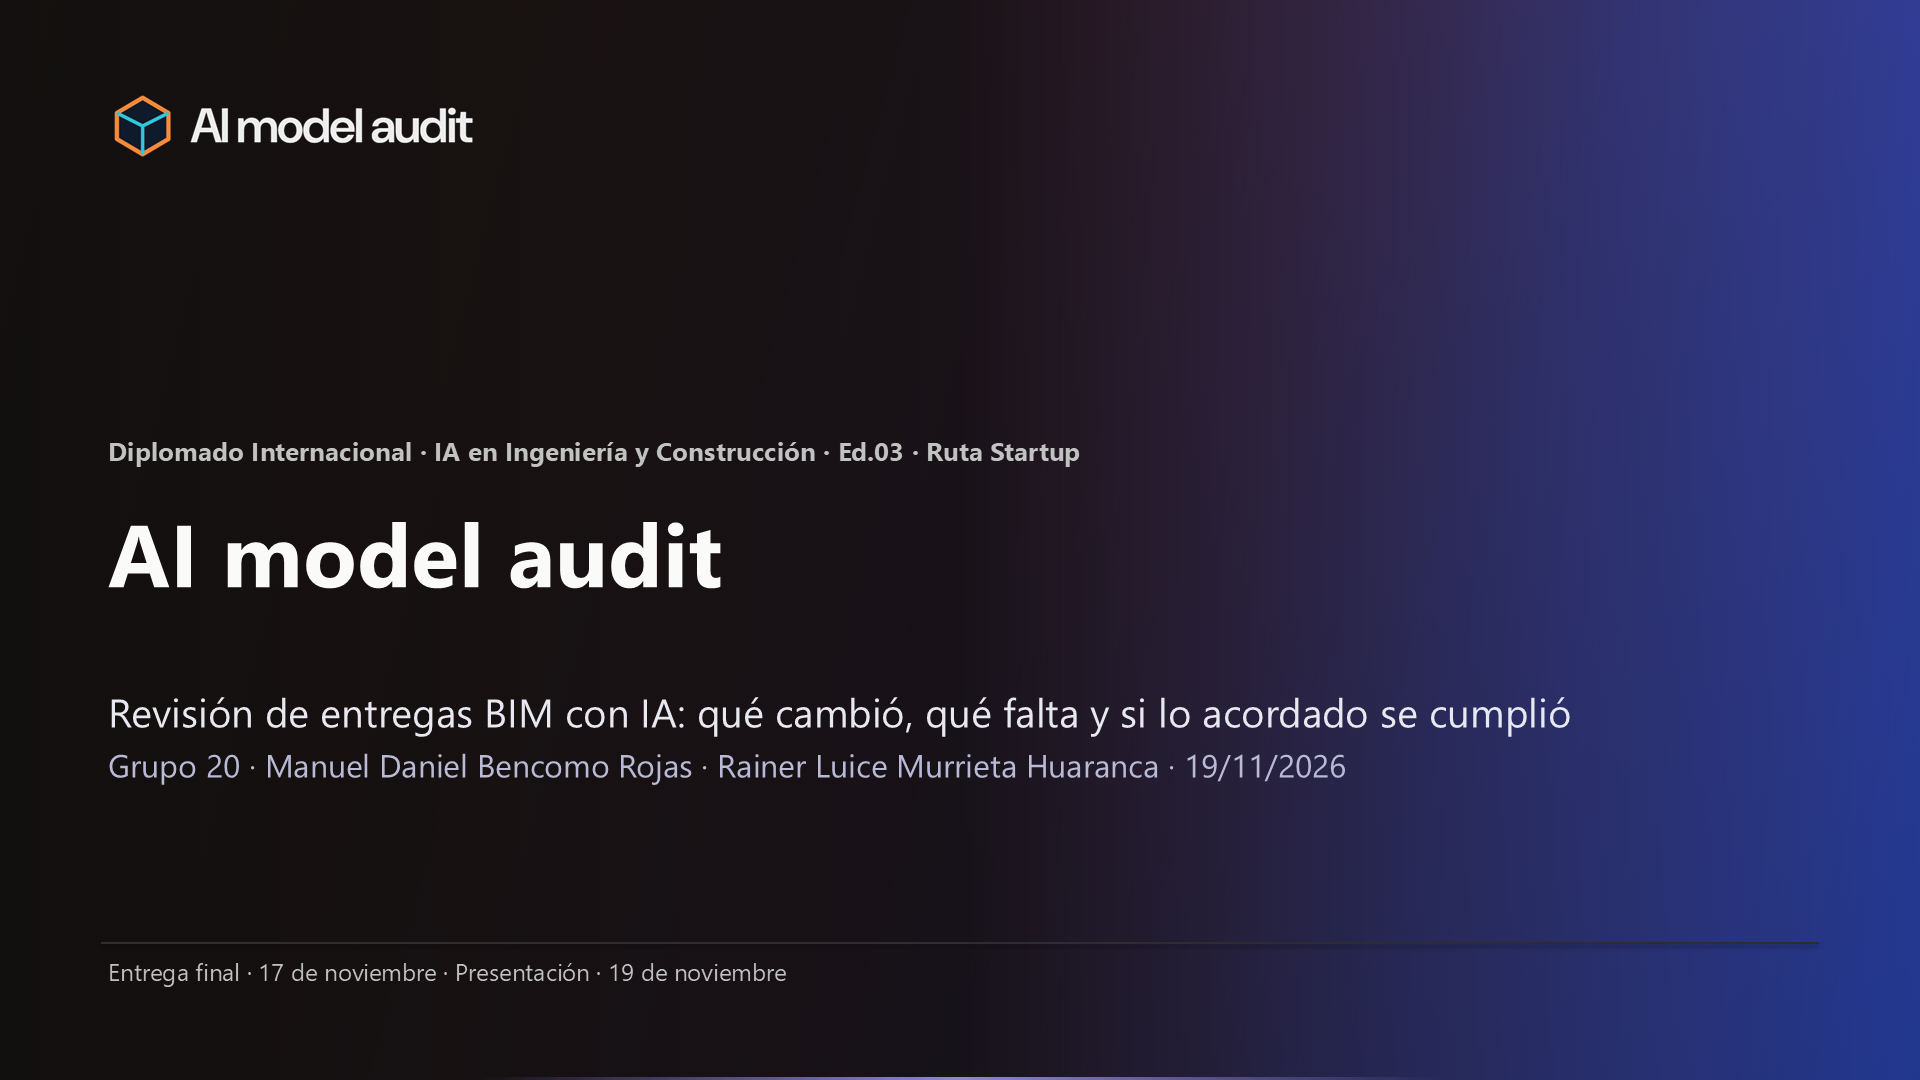 AI model audit
Diplomado Internacional · IA en Ingeniería y Construcción · Ed.03 · Ruta Startup
AI model audit
Revisión de entregas BIM con IA: qué cambió, qué falta y si lo acordado se cumplió
Grupo 20 · Manuel Daniel Bencomo Rojas · Rainer Luice Murrieta Huaranca · 19/11/2026
Entrega final · 17 de noviembre · Presentación · 19 de noviembre